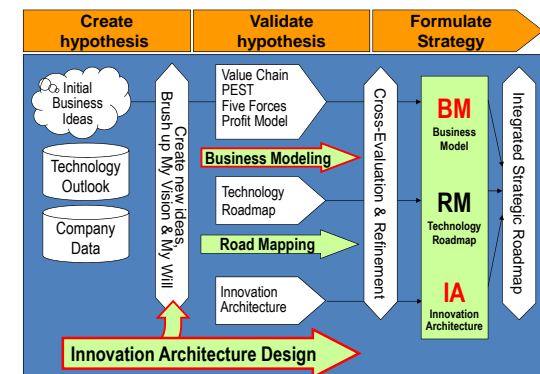 Create
hypothesis
Validate
hypothesis
Formulate
Strategy
Initial
Business
Ideas
Technology
Outlook
Company
Data
Create new ideas,
Brush up My Vision & My Will
Value Chain
PEST
Five Forces
Profit Model
Business Modeling
Technology
Roadmap
Road Mapping
Innovation
Architecture
Innovation Architecture Design
Cross-Evaluation & Refinement
BM
Business
Model
RM
Technology
Roadmap
IA
Innovation
Architecture
Integrated Strategic Roadmap